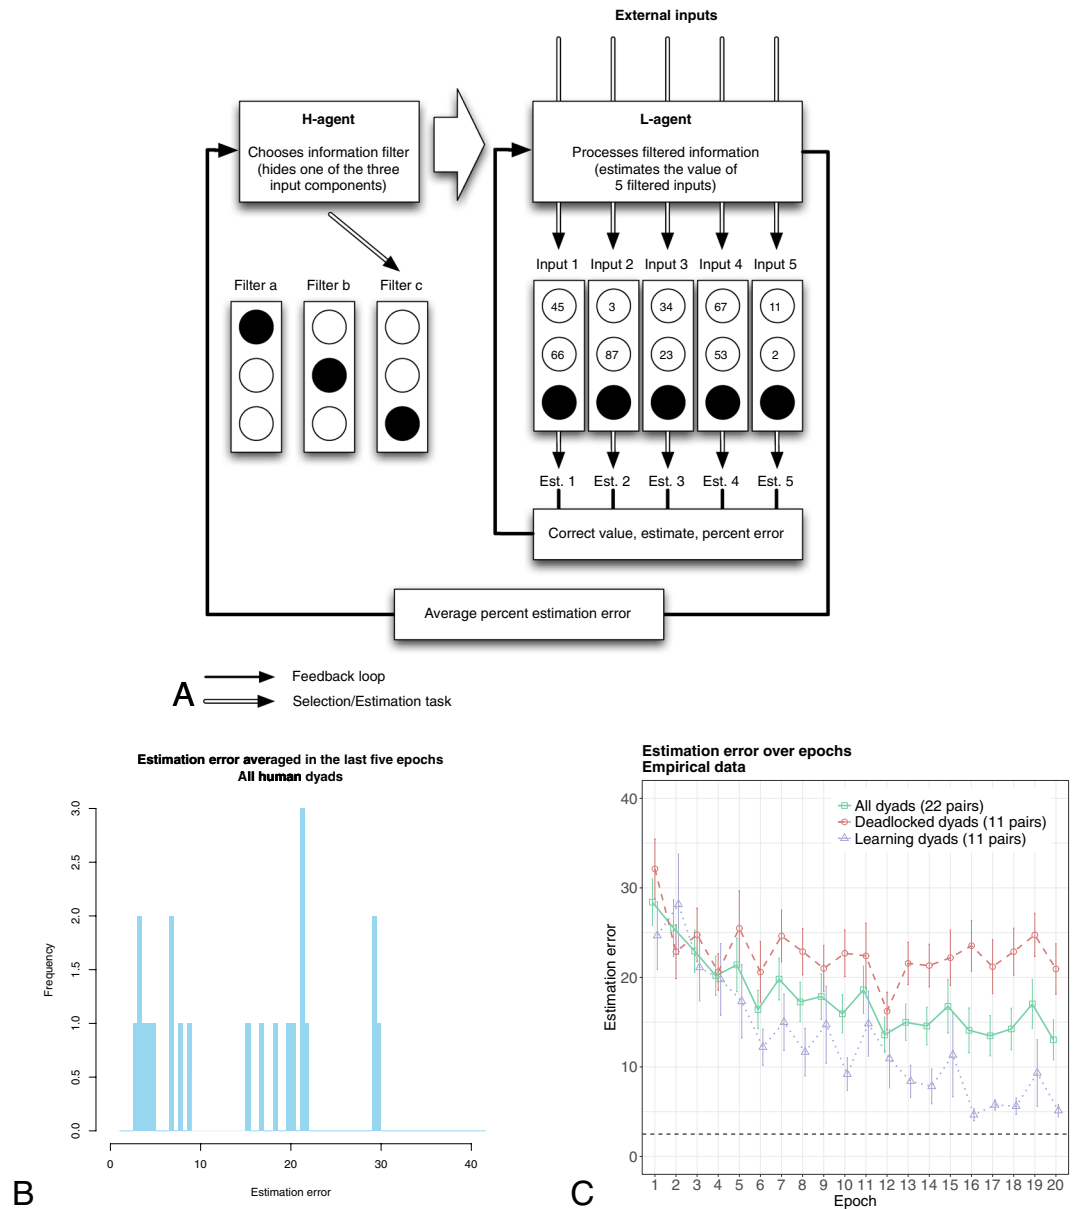 External inputs
H-agent
Chooses information filter
(hides one of the three
input components)
L-agent
Processes filtered information
(estimates the value of
5 filtered inputs)
Filter a Filter b Filter c
Input 1 Input 2 Input 3 Input 4 Input 5
45 3 34 67 11
66 87 23 53 2
Est. 1 Est. 2 Est. 3 Est. 4 Est. 5
Correct value, estimate, percent error
Average percent estimation error
A
Feedback loop
Selection/Estimation task
Estimation error averaged in the last five epochs
All human dyads
Frequency
3.0
2.5
2.0
1.5
1.0
0.5
0.0
0 10 20 30 40
Estimation error
B
Estimation error over epochs
Empirical data
All dyads (22 pairs)
Deadlocked dyads (11 pairs)
Learning dyads (11 pairs)
Estimation error
40
30
20
10
0
1 2 3 4 5 6 7 8 9 10 11 12 13 14 15 16 17 18 19 20
Epoch
C